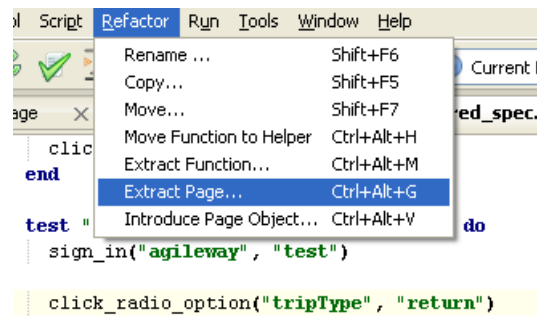 Script Refactor Run Tools Window Help
Rename ... Shift+F6
Current
Copy... Shift+F5
Move... Shift+F7
red_spec.
Move Function to Helper Ctrl+Alt+H
clic
Extract Function... Ctrl+Alt+M
end
Extract Page... Ctrl+Alt+G
Introduce Page Object... Ctrl+Alt+V
test " do
sign_in("agileway", "test")
click_radio_option("tripType", "return")